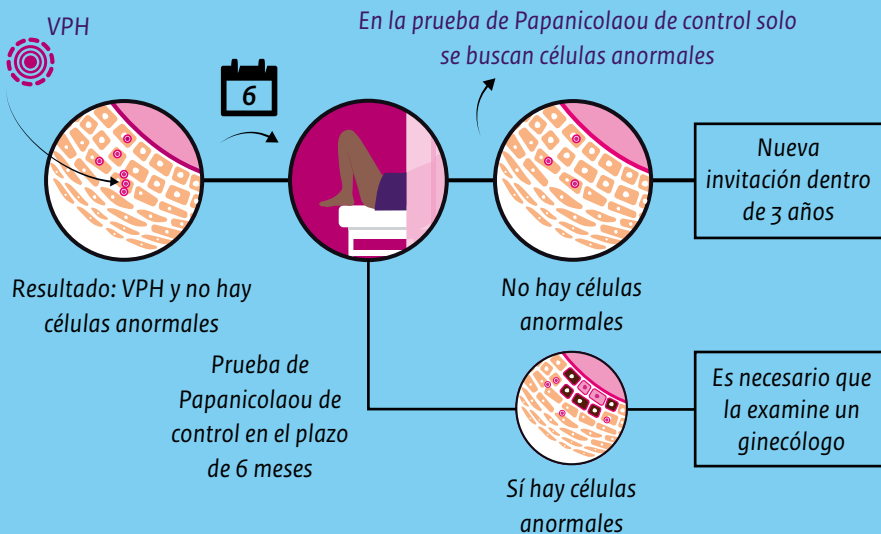 VPH
En la prueba de Papanicolaou de control solo
se buscan células anormales
6
Resultado: VPH y no hay
células anormales
Prueba de
Papanicolaou de
control en el plazo
de 6 meses
No hay células
anormales
Nueva
invitación dentro
de 3 años
Sí hay células
anormales
Es necesario que
la examine un
ginecólogo